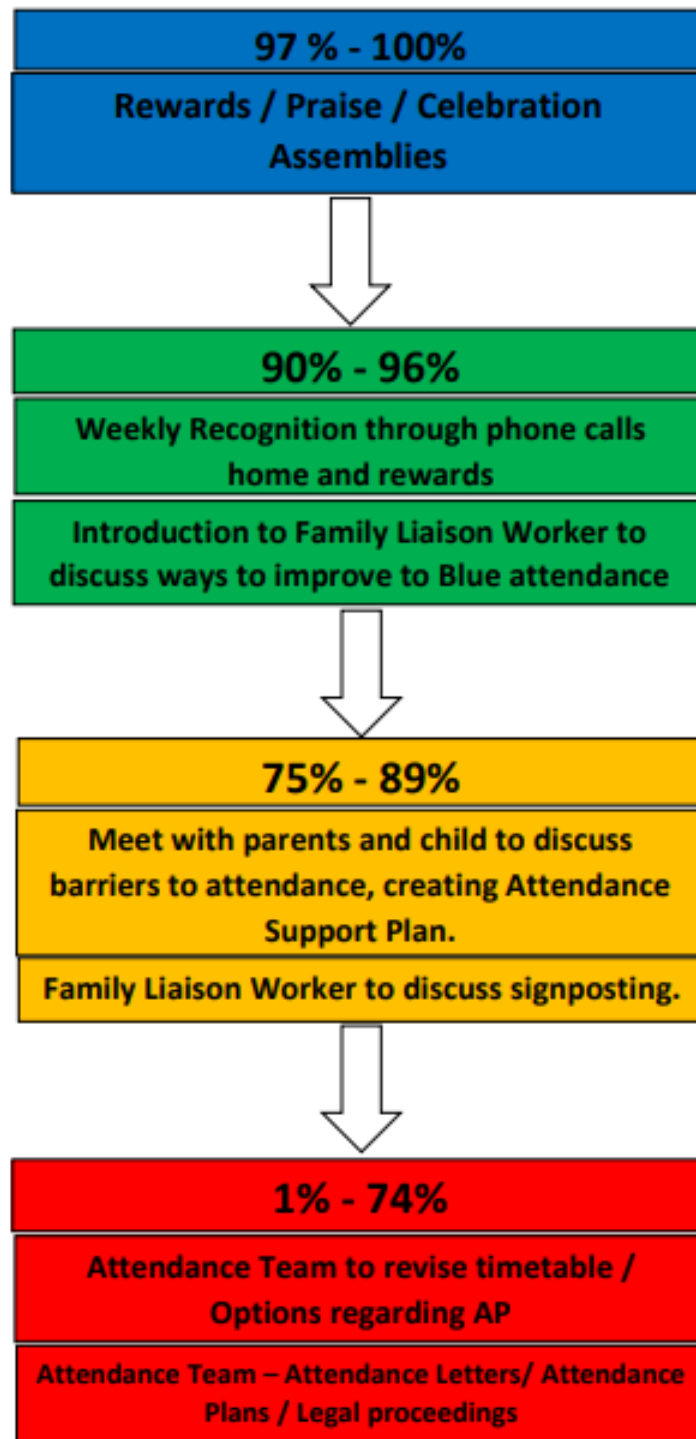 97 % - 100%
Rewards / Praise / Celebration
Assemblies
90% - 96%
Weekly Recognition through phone calls
home and rewards
Introduction to Family Liaison Worker to
discuss ways to improve to Blue attendance
75% - 89%
Meet with parents and child to discuss
barriers to attendance, creating Attendance
Support Plan.
Family Liaison Worker to discuss signposting.
1% - 74%
Attendance Team to revise timetable /
Options regarding AP
Attendance Team – Attendance Letters/ Attendance
Plans / Legal proceedings